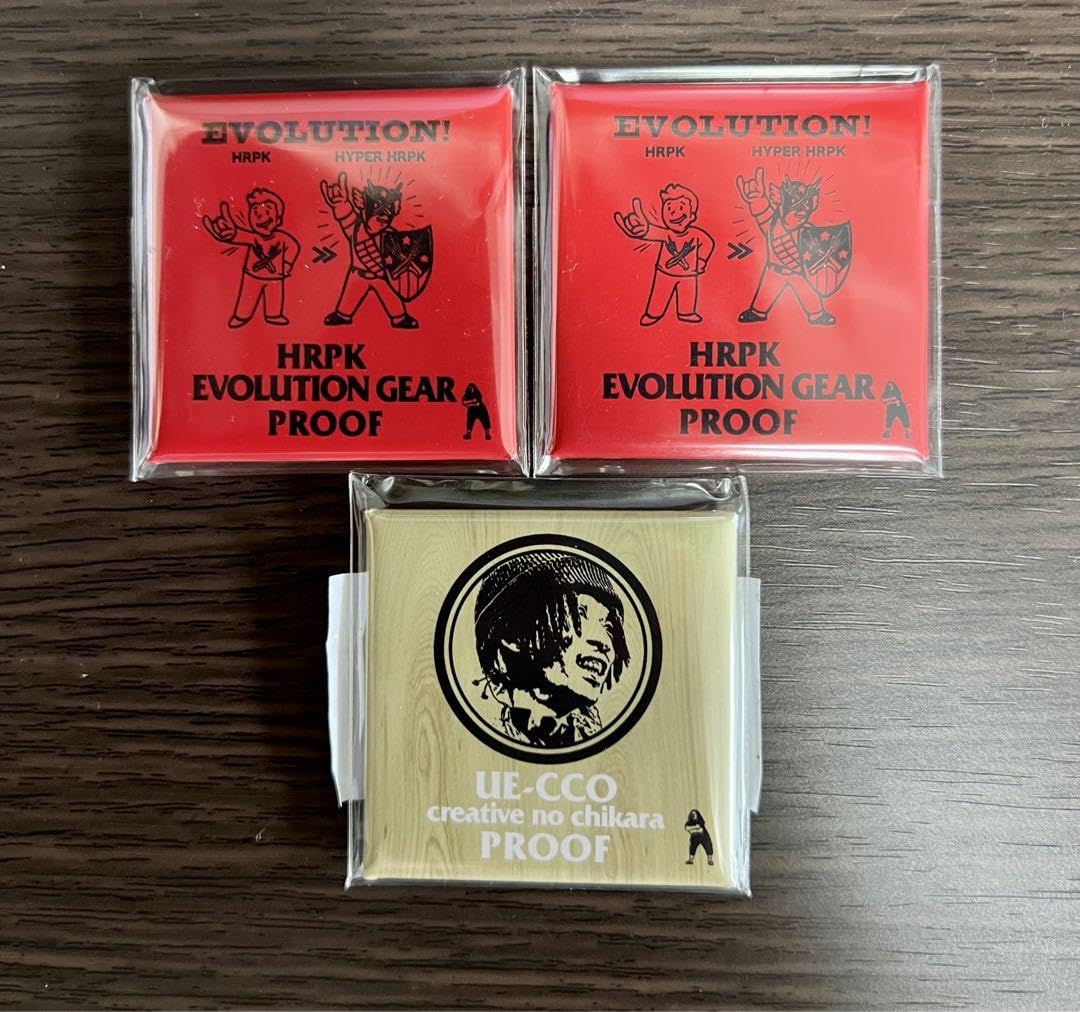 EVOLUTION!
HRPK HYPER HRPK
HRPK
EVOLUTION GEAR
PROOF
EVOLUTION!
HRPK HYPER HRPK
HRPK
EVOLUTION GEAR
PROOF
UE-CCO
creative no chikara
PROOF